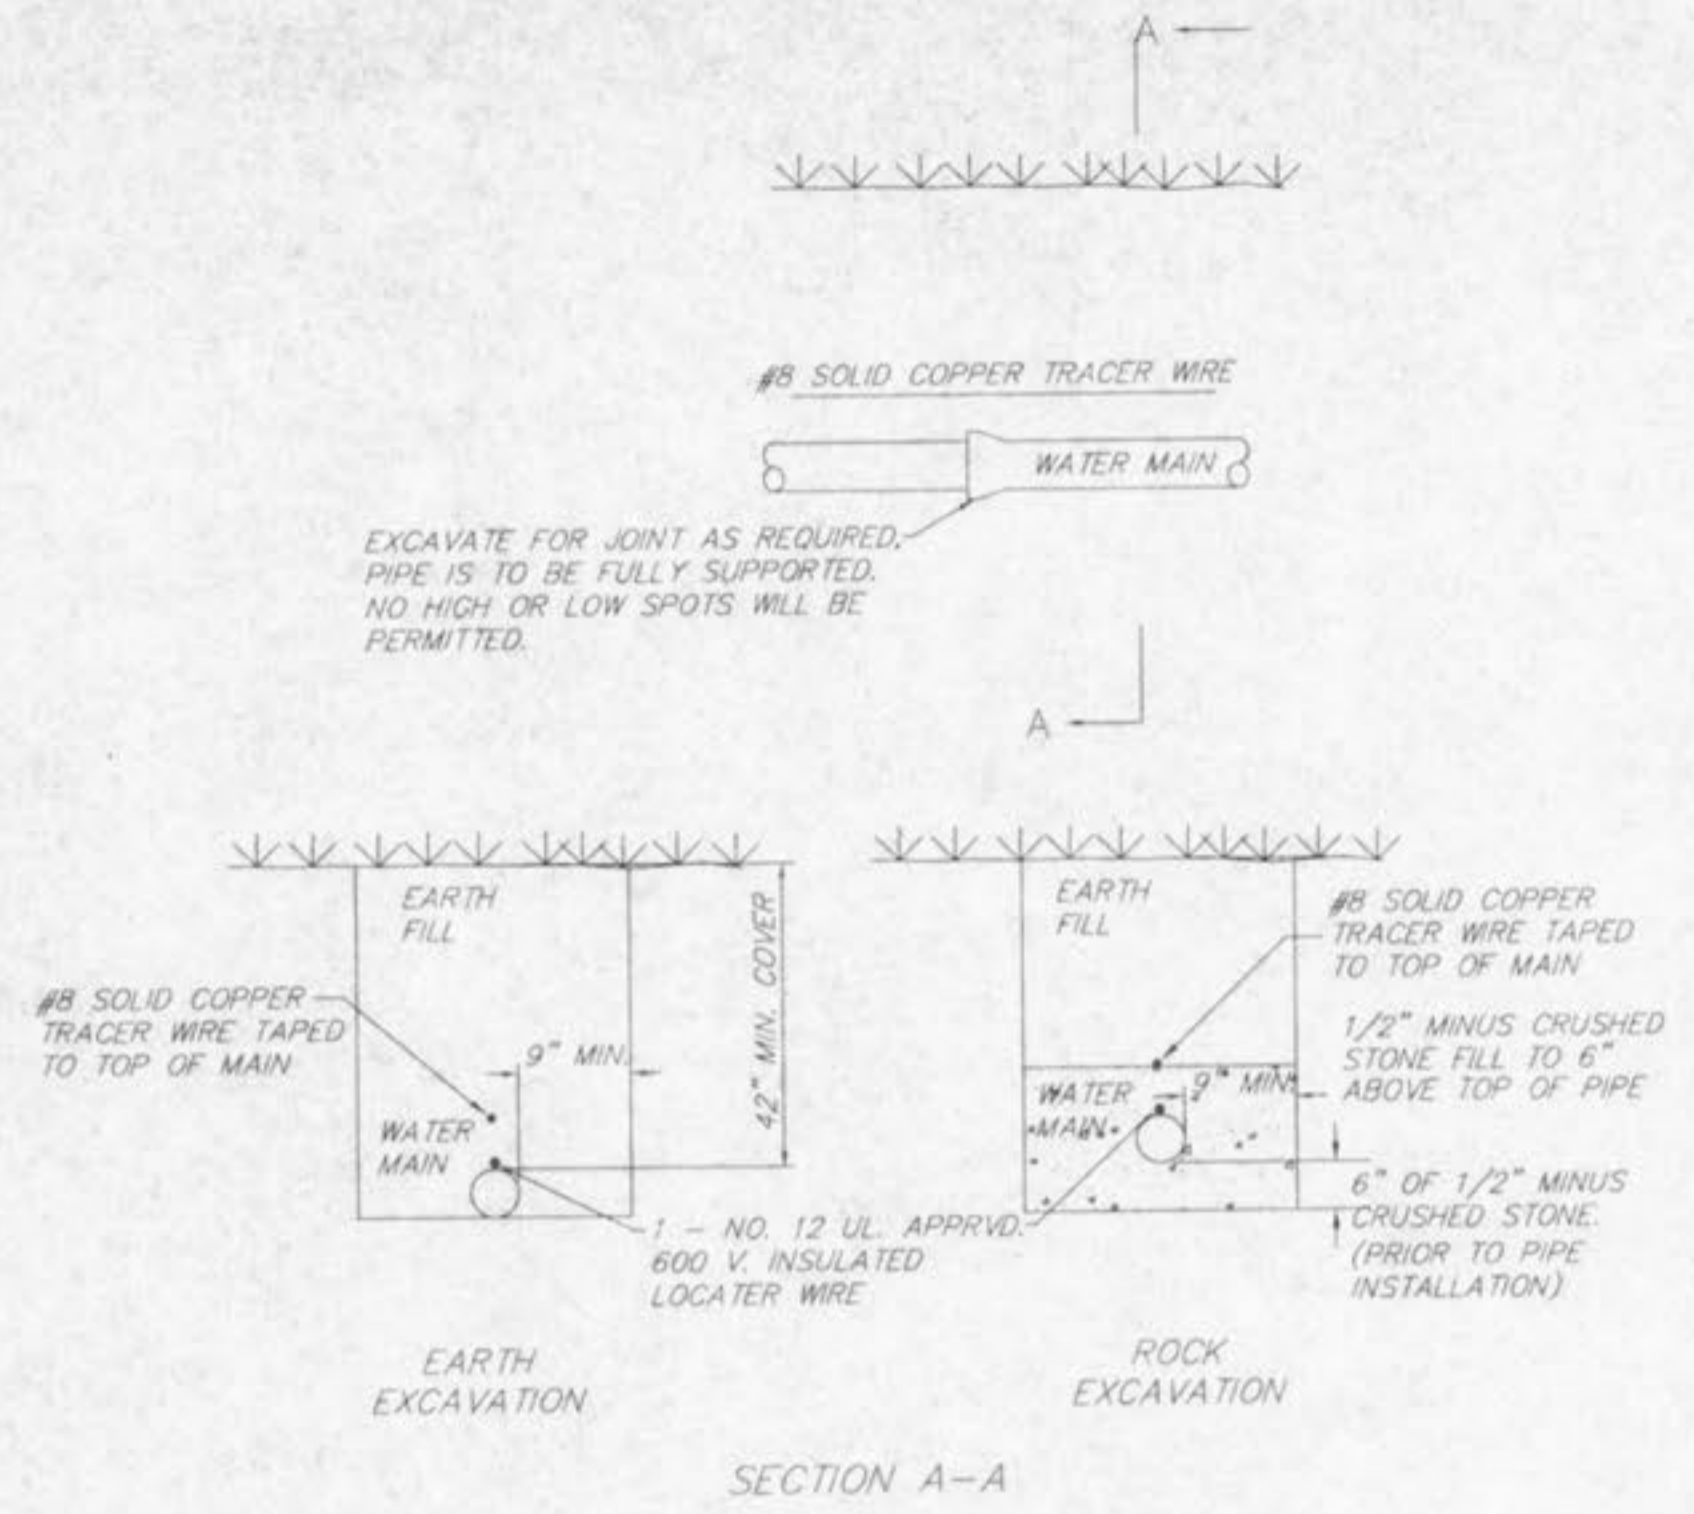 A
#8 SOLID COPPER TRACER WIRE
WATER MAIN
EXCAVATE FOR JOINT AS REQUIRED.
PIPE IS TO BE FULLY SUPPORTED.
NO HIGH OR LOW SPOTS WILL BE
PERMITTED.
A
EARTH
FILL
42" MIN. COVER
#8 SOLID COPPER
TRACER WIRE TAPED
TO TOP OF MAIN
9" MIN.
WATER
MAIN
1 - NO. 12 UL. APPRVD.
600 V. INSULATED
LOCATER WIRE
EARTH
EXCAVATION
EARTH
FILL
#8 SOLID COPPER
TRACER WIRE TAPED
TO TOP OF MAIN
1/2" MINUS CRUSHED
STONE FILL TO 6"
ABOVE TOP OF PIPE
WATER
MAIN
9" MIN.
6" OF 1/2" MINUS
CRUSHED STONE.
(PRIOR TO PIPE
INSTALLATION)
ROCK
EXCAVATION
SECTION A-A